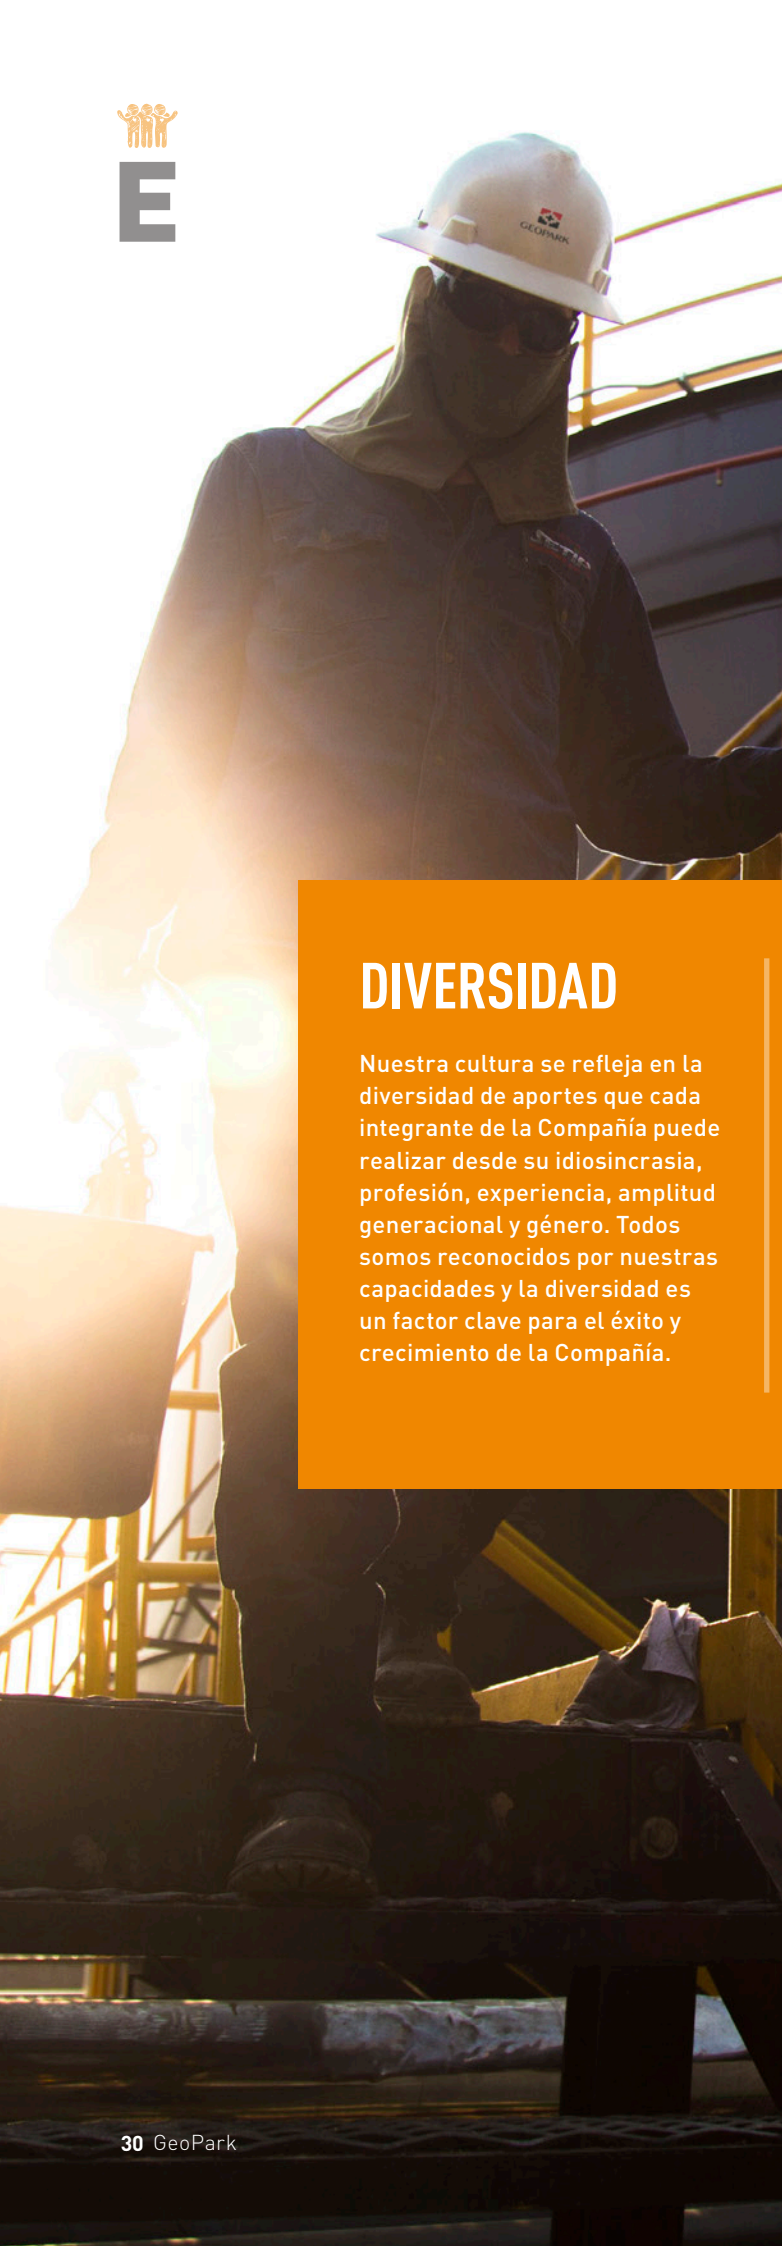 E
GEOPARK
DIVERSIDAD
Nuestra cultura se refleja en la
diversidad de aportes que cada
integrante de la Compañía puede
realizar desde su idiosincrasia,
profesión, experiencia, amplitud
generacional y género. Todos
somos reconocidos por nuestras
capacidades y la diversidad es
un factor clave para el éxito y
crecimiento de la Compañía.
30 GeoPark